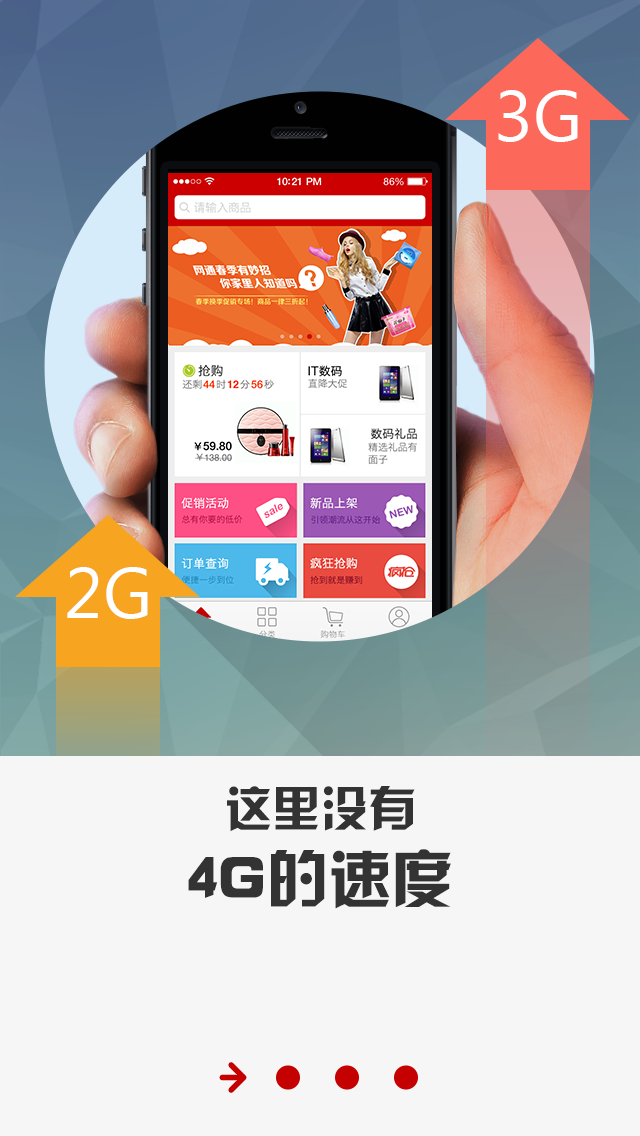 3G
10:21 PM
86%
请输入商品
网通春季有妙招
你家里人知道吗
?
春季换季促销专场！商品一律三折起！
抢购
还剩44时12分56秒
¥59.80
¥138.00
IT数码
直降大促
数码礼品
精选礼品有
面子
促销活动
总有你要的低价
sale
新品上架
引领潮流从这开始
NEW
订单查询
便捷一步到位
疯狂抢购
抢到就是赚到
疯抢
分类
购物车
2G
这里没有
4G的速度